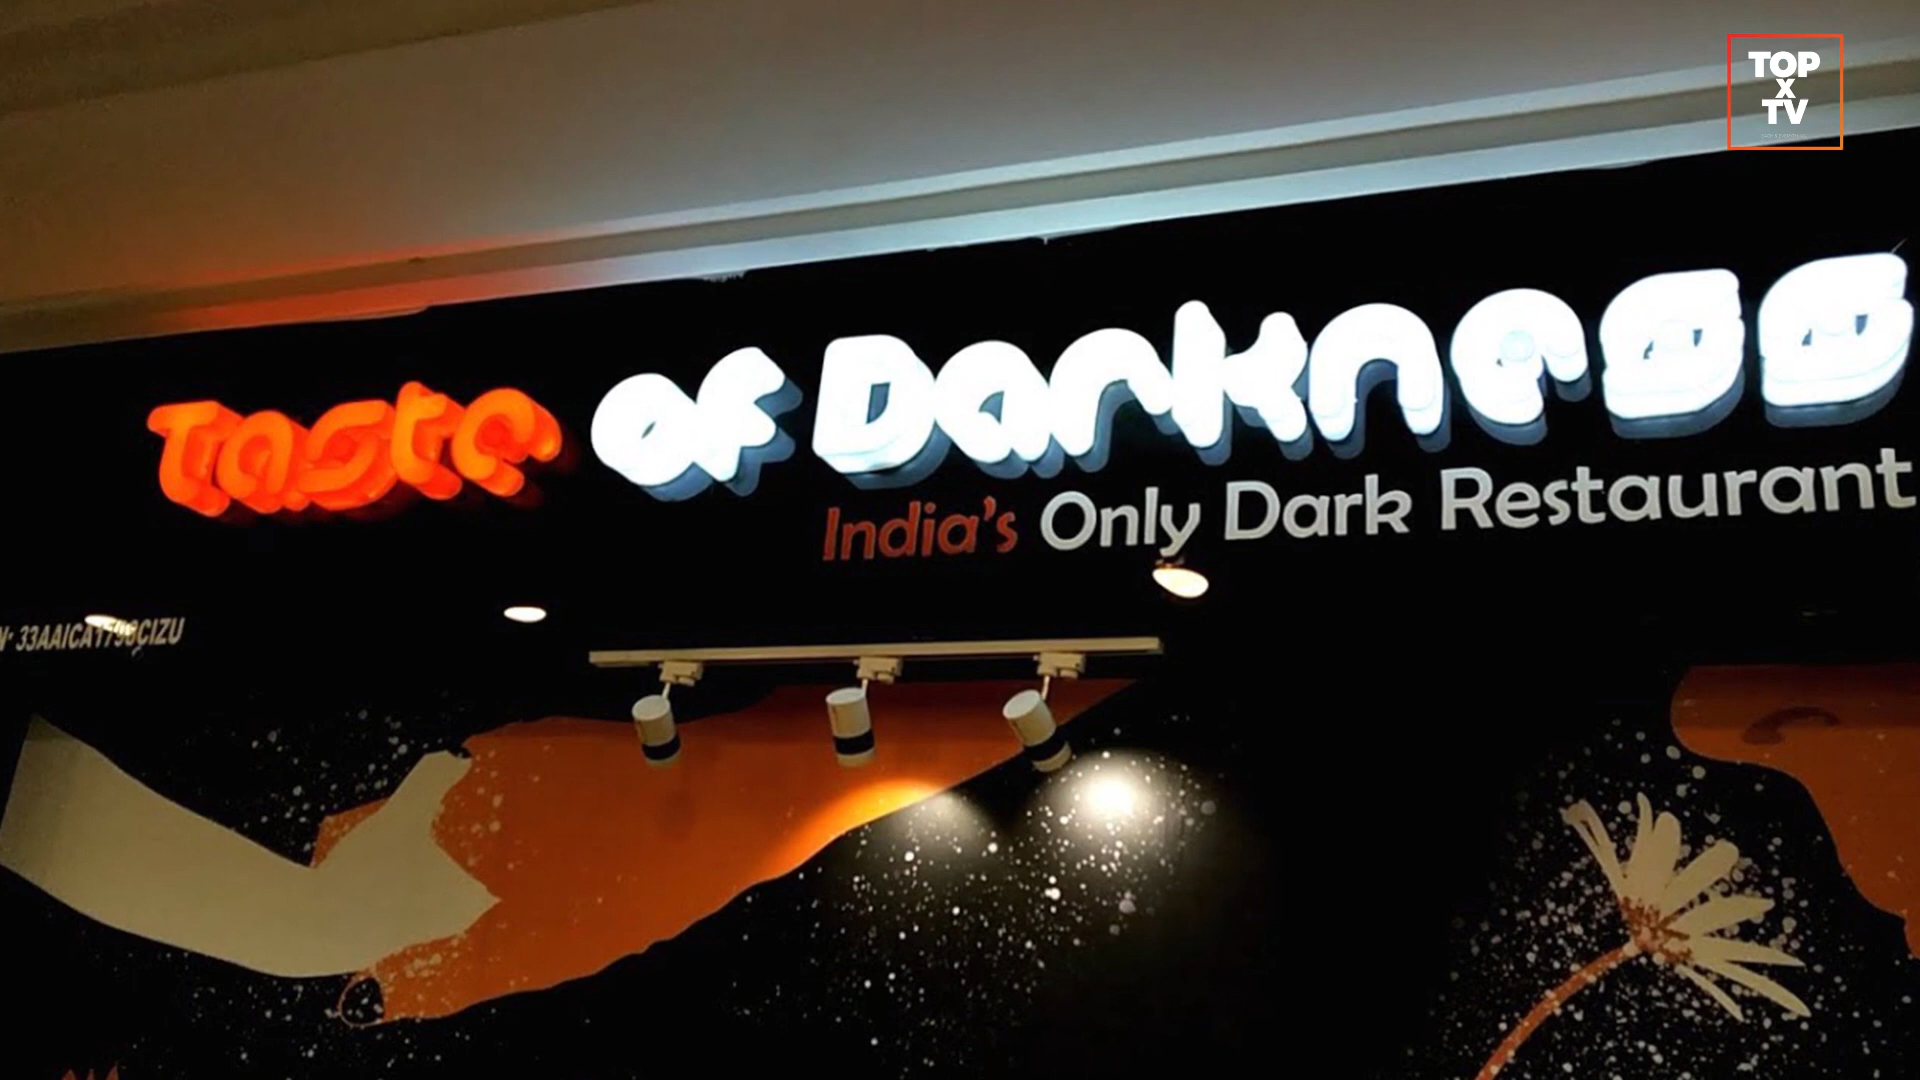 TOP
X
TV
Taste of Darkness
India's Only Dark Restaurant